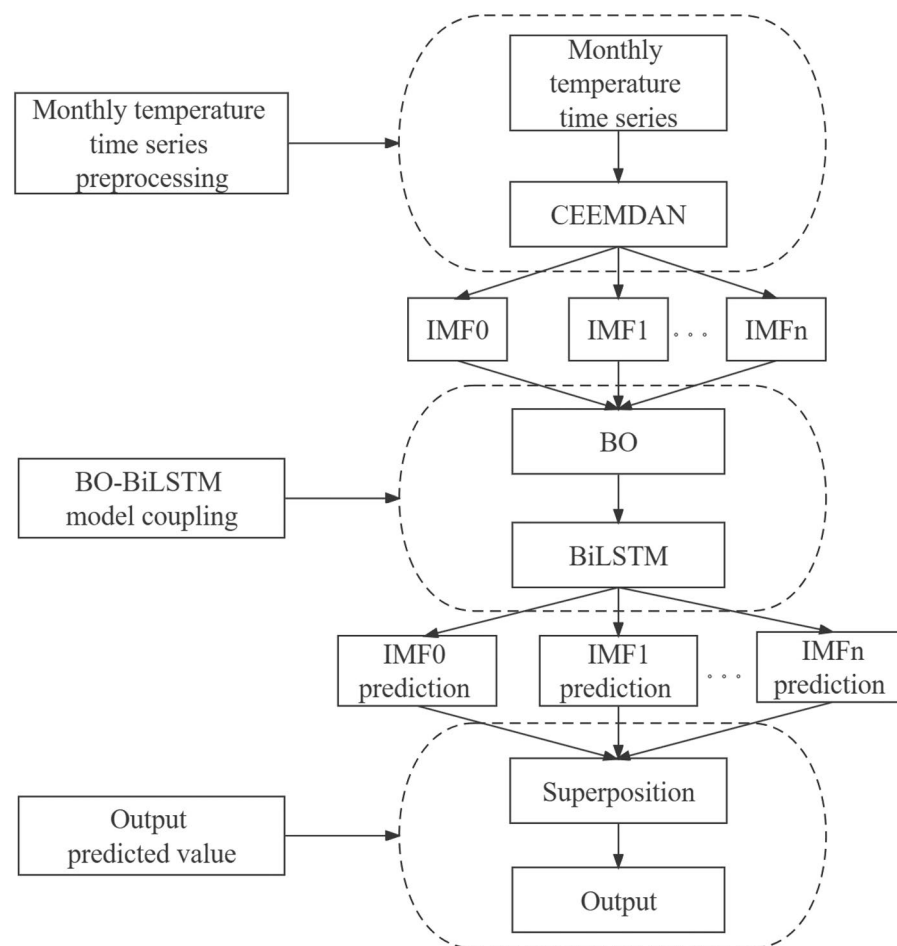 Monthly
temperature
time series
Monthly temperature
time series
preprocessing
CEEMDAN
IMF0
IMF1
IMFn
BO
BO-BiLSTM
model coupling
BiLSTM
IMF0
prediction
IMF1
prediction
IMFn
prediction
Superposition
Output
predicted value
Output